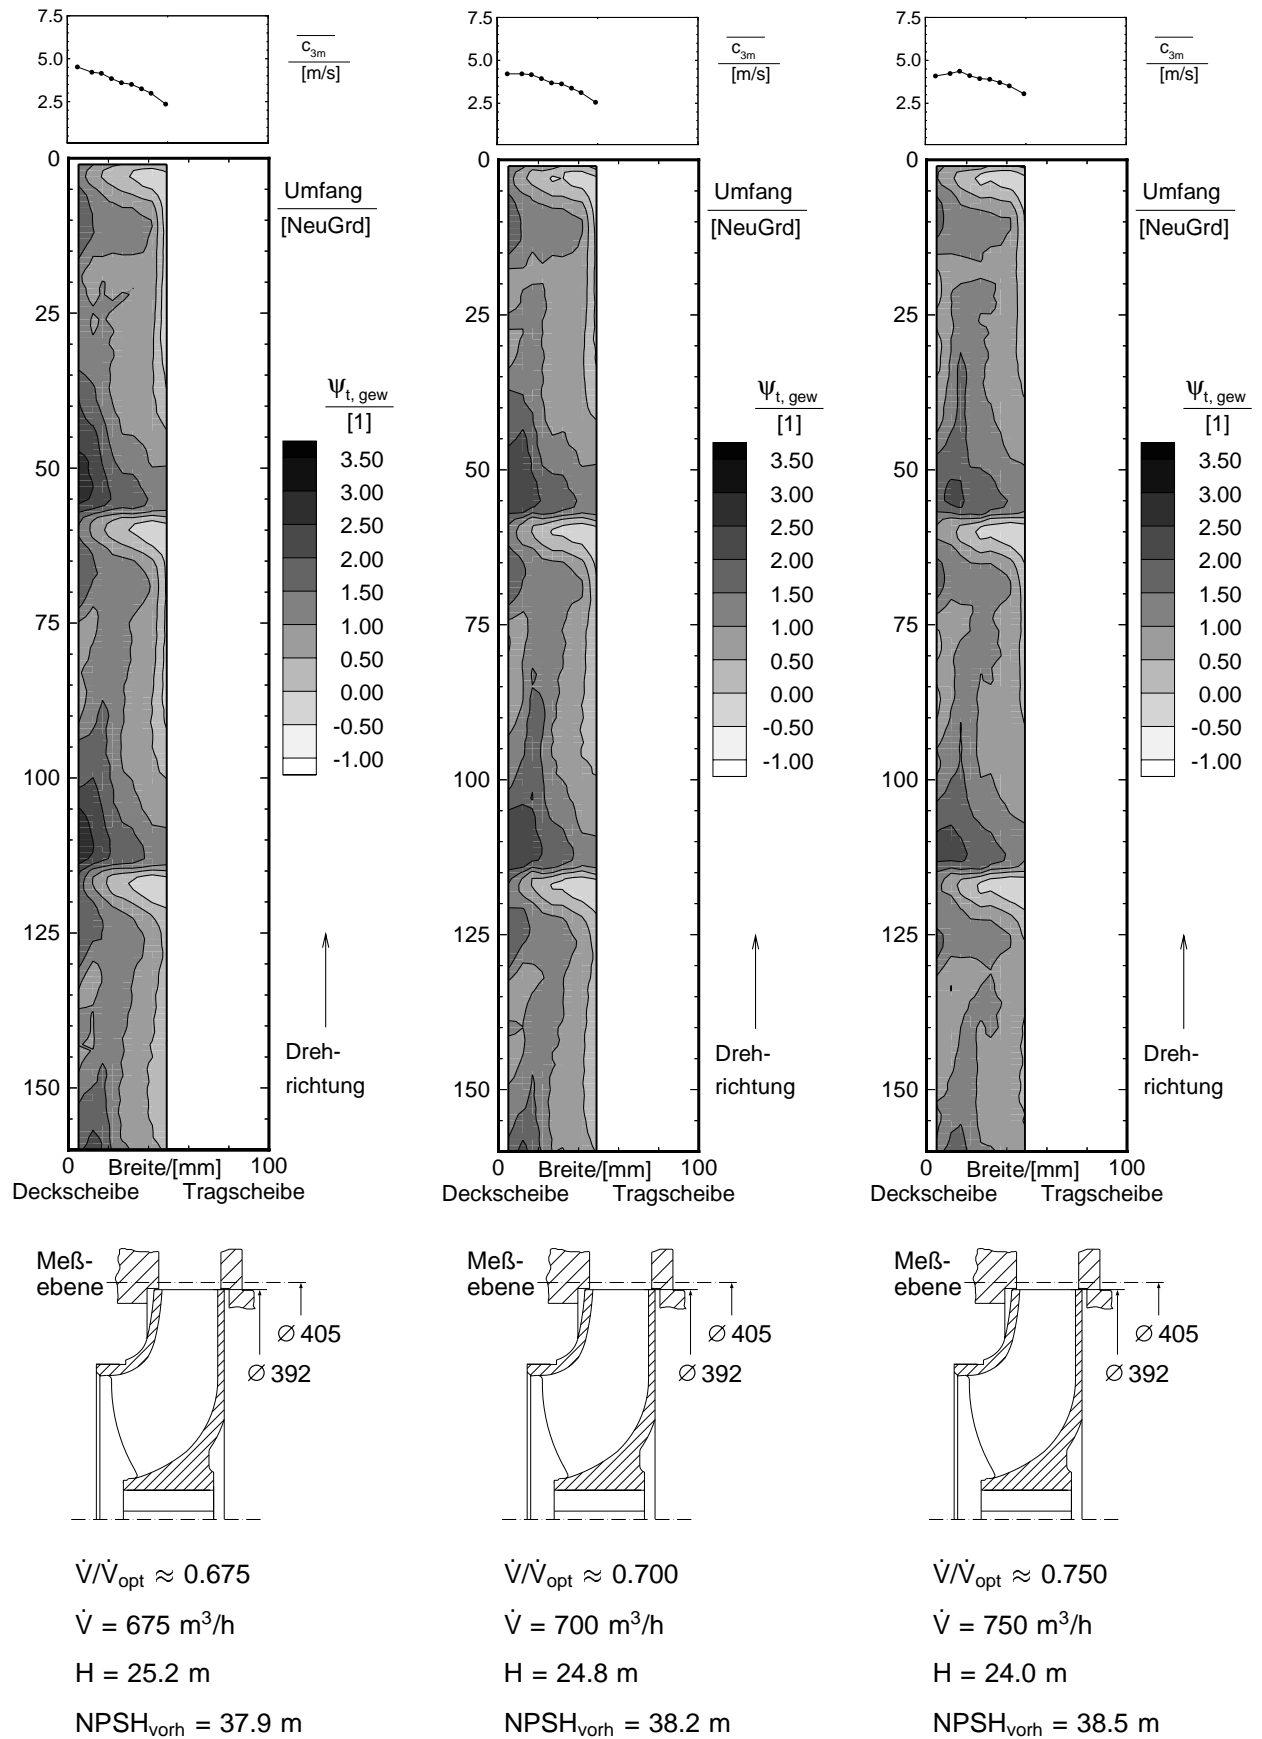 7.5
5.0
2.5
c3m
[m/s]
0
25
50
75
100
125
150
Umfang
[NeuGrd]
Ψt, gew
[1]
3.50
3.00
2.50
2.00
1.50
1.00
0.50
0.00
-0.50
-1.00
Dreh-
richtung
0 Breite/[mm] 100
Deckscheibe Tragscheibe
Meß-
ebene
∅ 405
∅ 392
V̇/V̇opt ≈ 0.675
V̇ = 675 m³/h
H = 25.2 m
NPSHvorh = 37.9 m
7.5
5.0
2.5
c3m
[m/s]
0
25
50
75
100
125
150
Umfang
[NeuGrd]
Ψt, gew
[1]
3.50
3.00
2.50
2.00
1.50
1.00
0.50
0.00
-0.50
-1.00
Dreh-
richtung
0 Breite/[mm] 100
Deckscheibe Tragscheibe
Meß-
ebene
∅ 405
∅ 392
V̇/V̇opt ≈ 0.700
V̇ = 700 m³/h
H = 24.8 m
NPSHvorh = 38.2 m
7.5
5.0
2.5
c3m
[m/s]
0
25
50
75
100
125
150
Umfang
[NeuGrd]
Ψt, gew
[1]
3.50
3.00
2.50
2.00
1.50
1.00
0.50
0.00
-0.50
-1.00
Dreh-
richtung
0 Breite/[mm] 100
Deckscheibe Tragscheibe
Meß-
ebene
∅ 405
∅ 392
V̇/V̇opt ≈ 0.750
V̇ = 750 m³/h
H = 24.0 m
NPSHvorh = 38.5 m